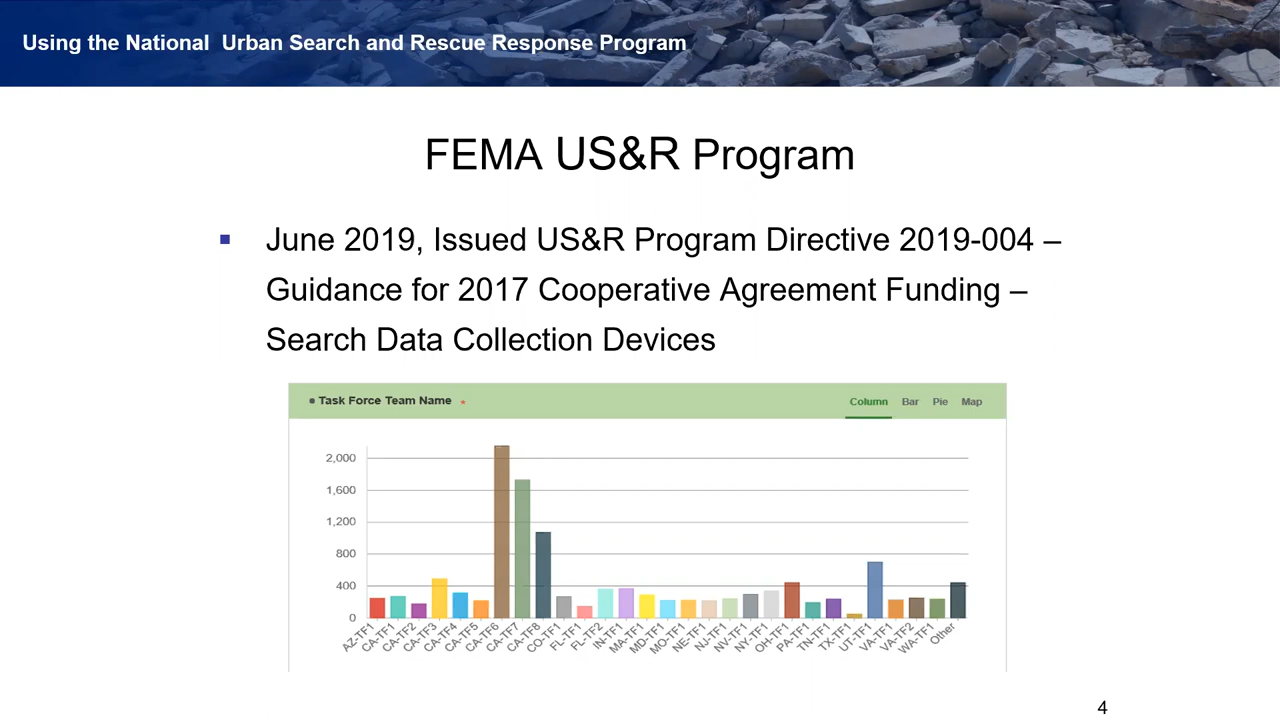 Using the National  Urban Search and Rescue Response Program
FEMA US&R Program
▪ June 2019, Issued US&R Program Directive 2019-004 –
Guidance for 2017 Cooperative Agreement Funding –
Search Data Collection Devices
● Task Force Team Name *
Column Bar Pie Map
2,000
1,600
1,200
800
400
0
AZ-TF1 CA-TF1 CA-TF2 CA-TF3 CA-TF4 CA-TF5 CA-TF6 CA-TF7 CA-TF8 CO-TF1 FL-TF1 FL-TF2 IN-TF1 MA-TF1 MD-TF1 MO-TF1 NE-TF1 NJ-TF1 NV-TF1 NY-TF1 OH-TF1 PA-TF1 TN-TF1 TX-TF1 UT-TF1 VA-TF1 VA-TF2 WA-TF1 Other
4